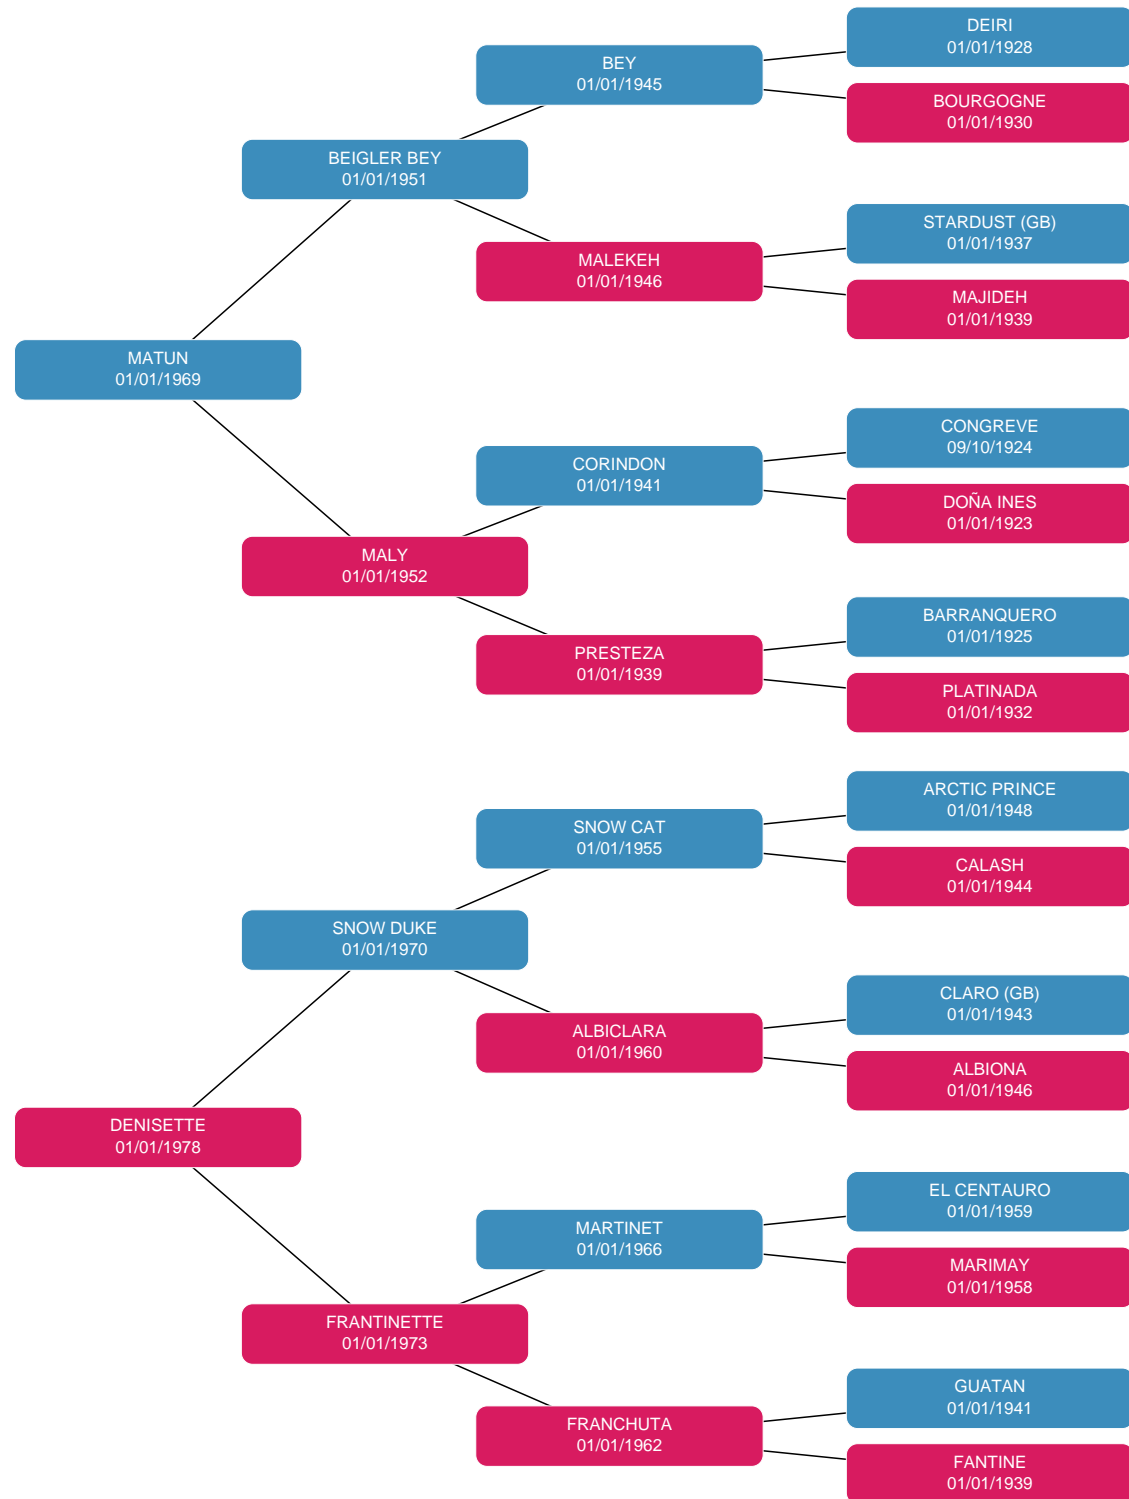 DEIRI
01/01/1928
BEY
01/01/1945
BOURGOGNE
01/01/1930
BEIGLER BEY
01/01/1951
STARDUST (GB)
01/01/1937
MALEKEH
01/01/1946
MAJIDEH
01/01/1939
MATUN
01/01/1969
CONGREVE
09/10/1924
CORINDON
01/01/1941
DOÑA INES
01/01/1923
MALY
01/01/1952
BARRANQUERO
01/01/1925
PRESTEZA
01/01/1939
PLATINADA
01/01/1932
ARCTIC PRINCE
01/01/1948
SNOW CAT
01/01/1955
CALASH
01/01/1944
SNOW DUKE
01/01/1970
CLARO (GB)
01/01/1943
ALBICLARA
01/01/1960
ALBIONA
01/01/1946
DENISETTE
01/01/1978
EL CENTAURO
01/01/1959
MARTINET
01/01/1966
MARIMAY
01/01/1958
FRANTINETTE
01/01/1973
GUATAN
01/01/1941
FRANCHUTA
01/01/1962
FANTINE
01/01/1939